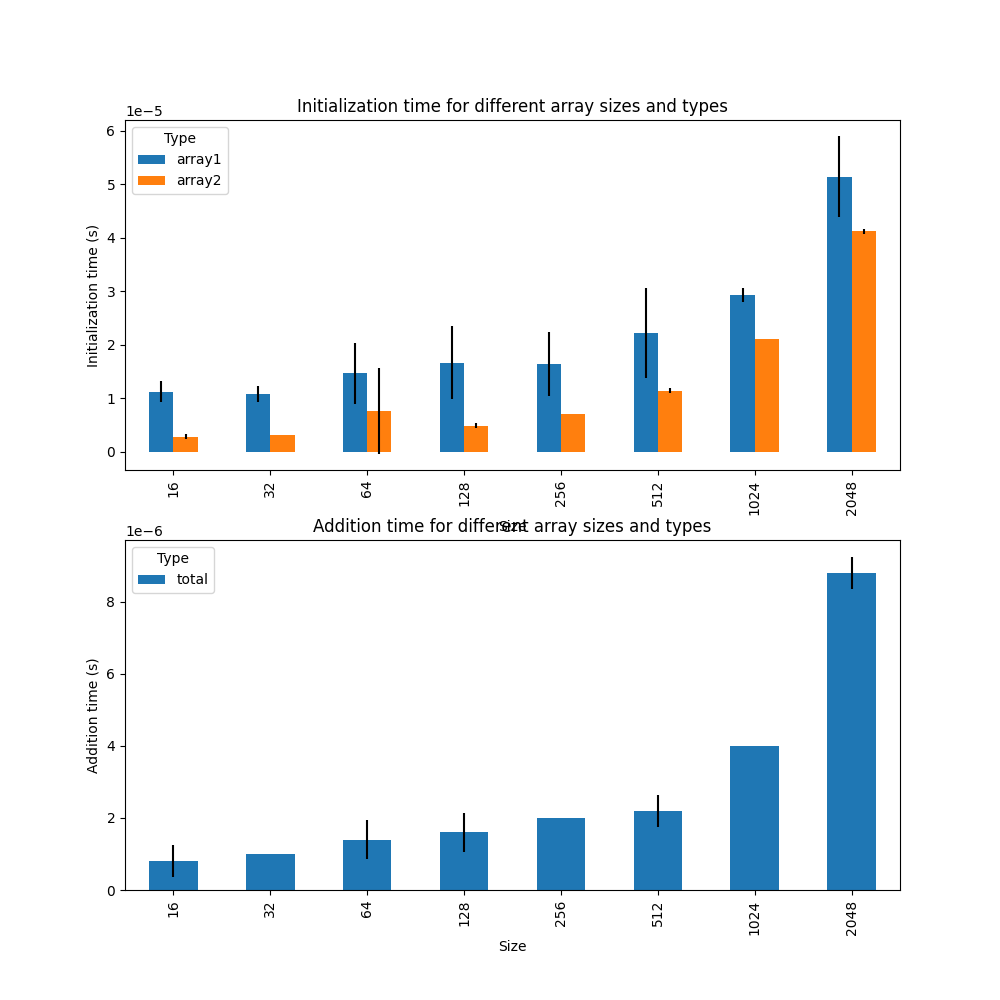 Initialization time for different array sizes and types
1e−5
Type
array1
array2
Initialization time (s)
6
5
4
3
2
1
0
16
32
64
128
256
512
1024
2048
Size
Addition time for different array sizes and types
1e−6
Type
total
Addition time (s)
8
6
4
2
0
16
32
64
128
256
512
1024
2048
Size